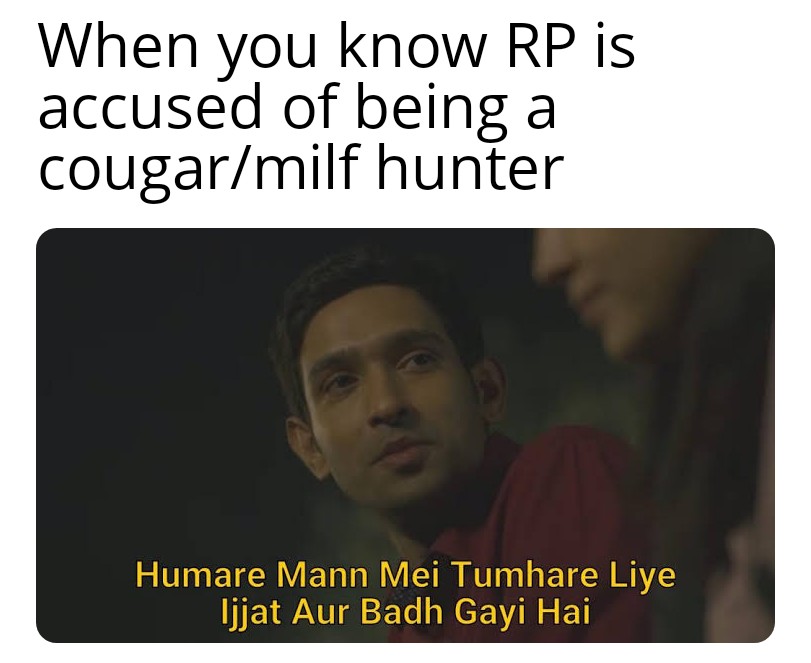 When you know RP is
accused of being a
cougar/milf hunter
Humare Mann Mei Tumhare Liye
Ijjat Aur Badh Gayi Hai